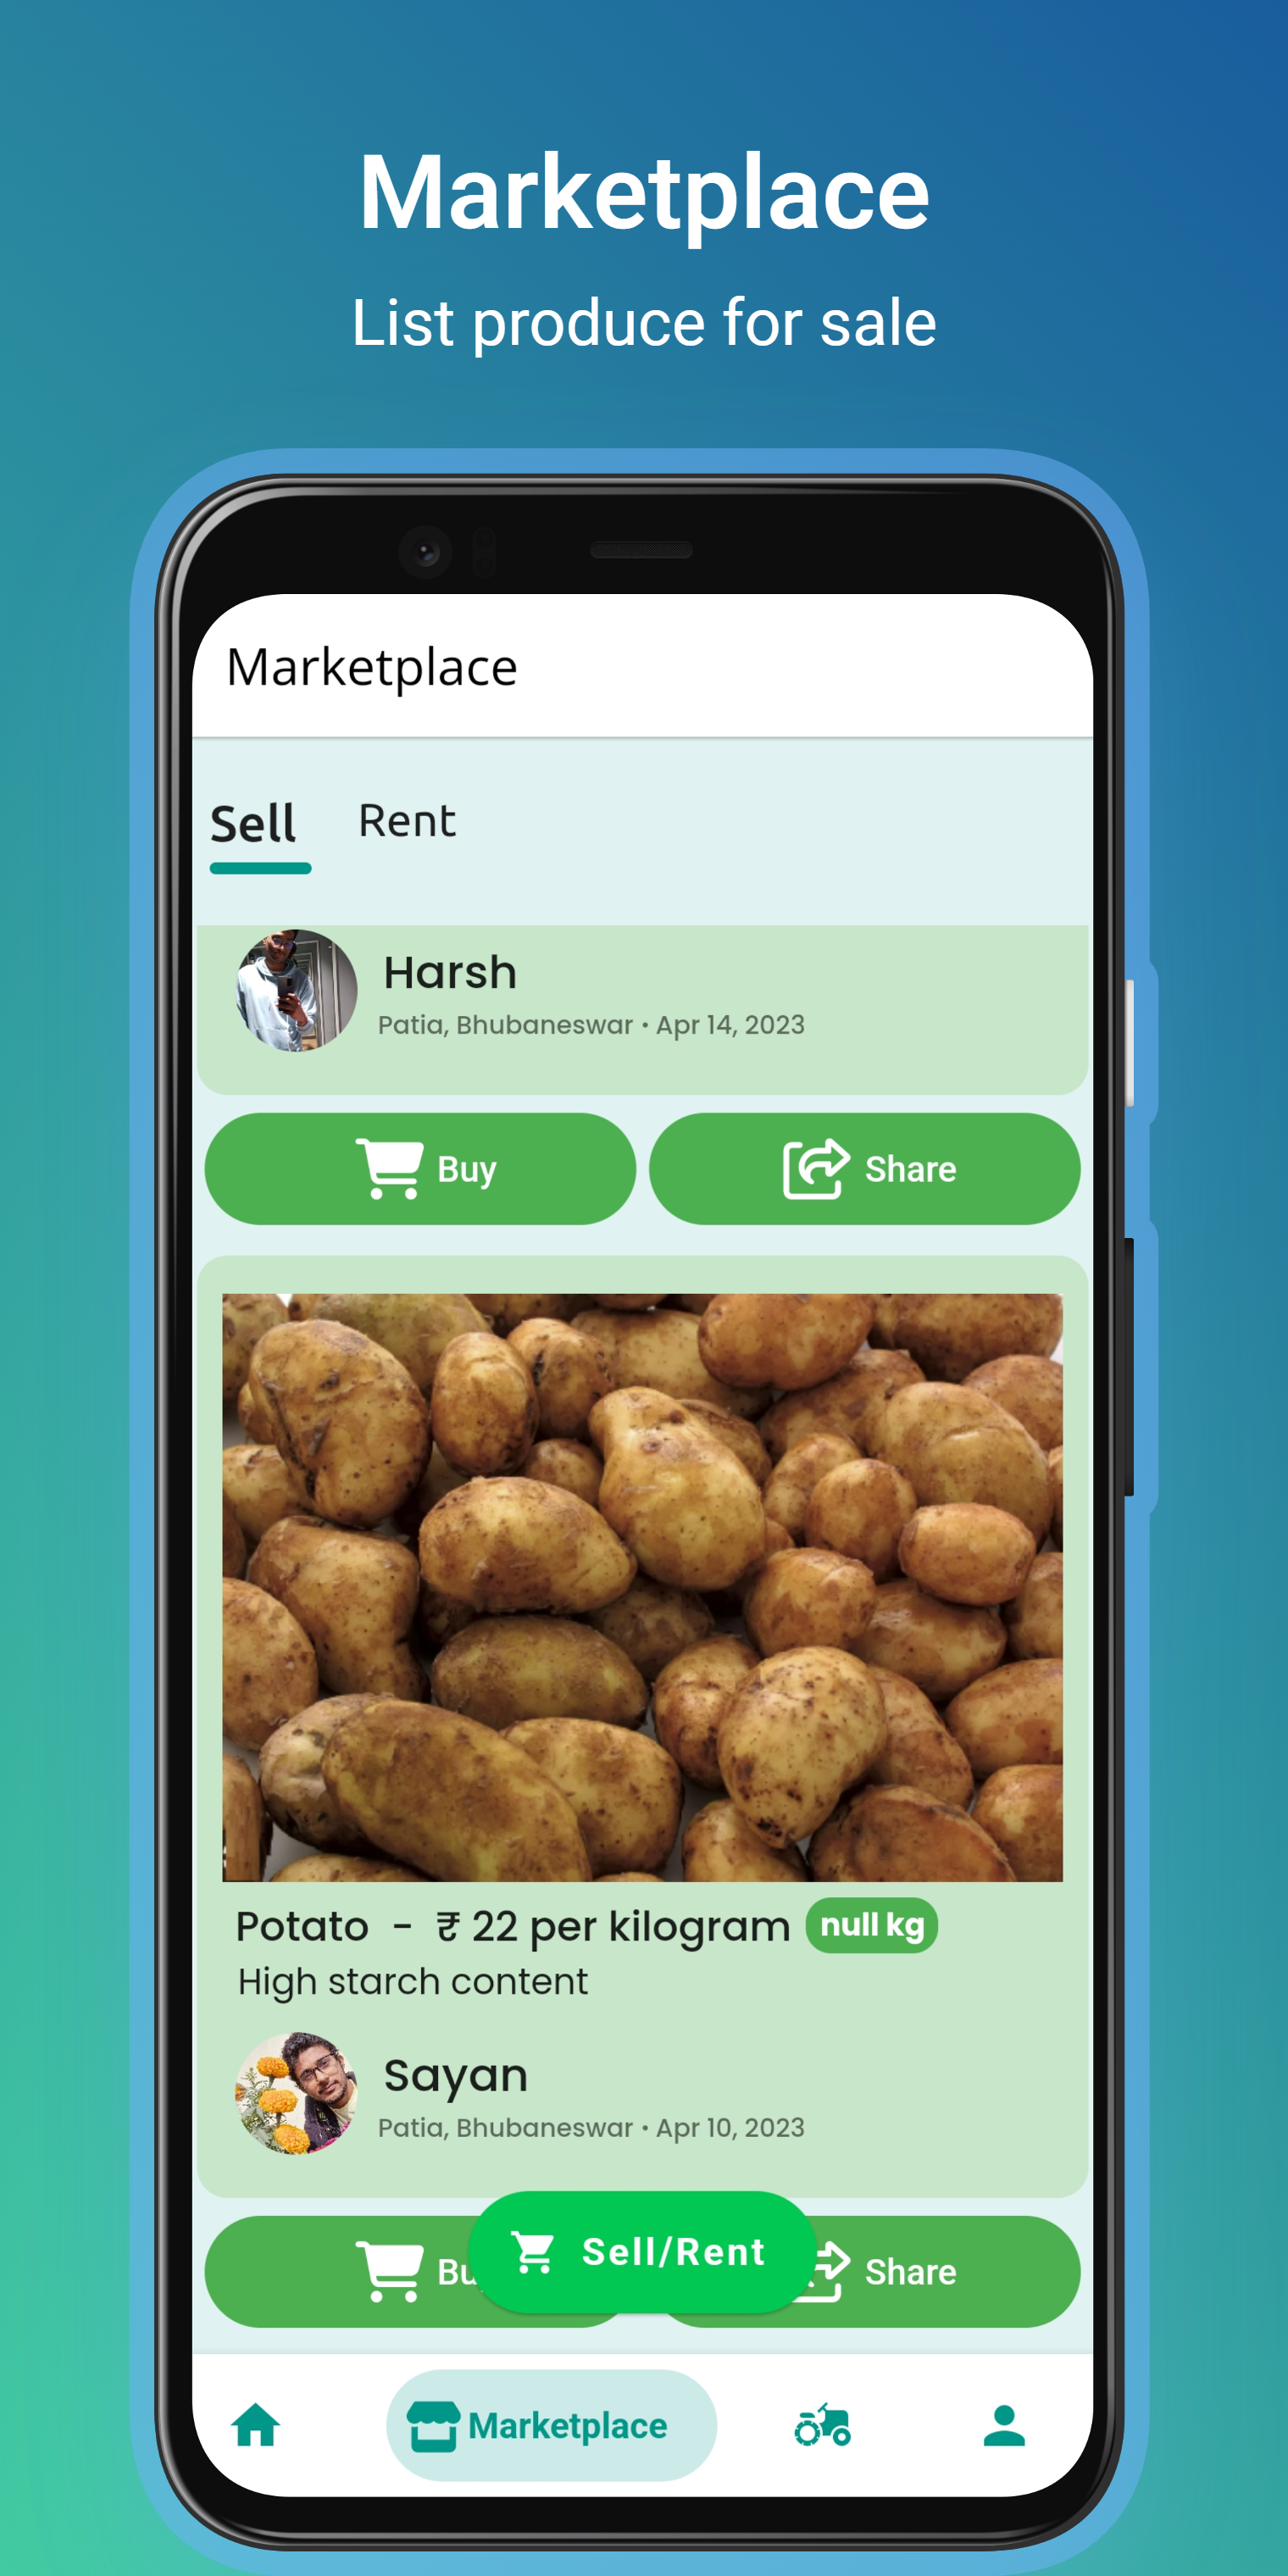 Marketplace
List produce for sale
Marketplace
Sell Rent
Harsh
Patia, Bhubaneswar • Apr 14, 2023
Buy Share
Potato - ₹ 22 per kilogram null kg
High starch content
Sayan
Patia, Bhubaneswar • Apr 10, 2023
Bu Sell/Rent Share
Marketplace